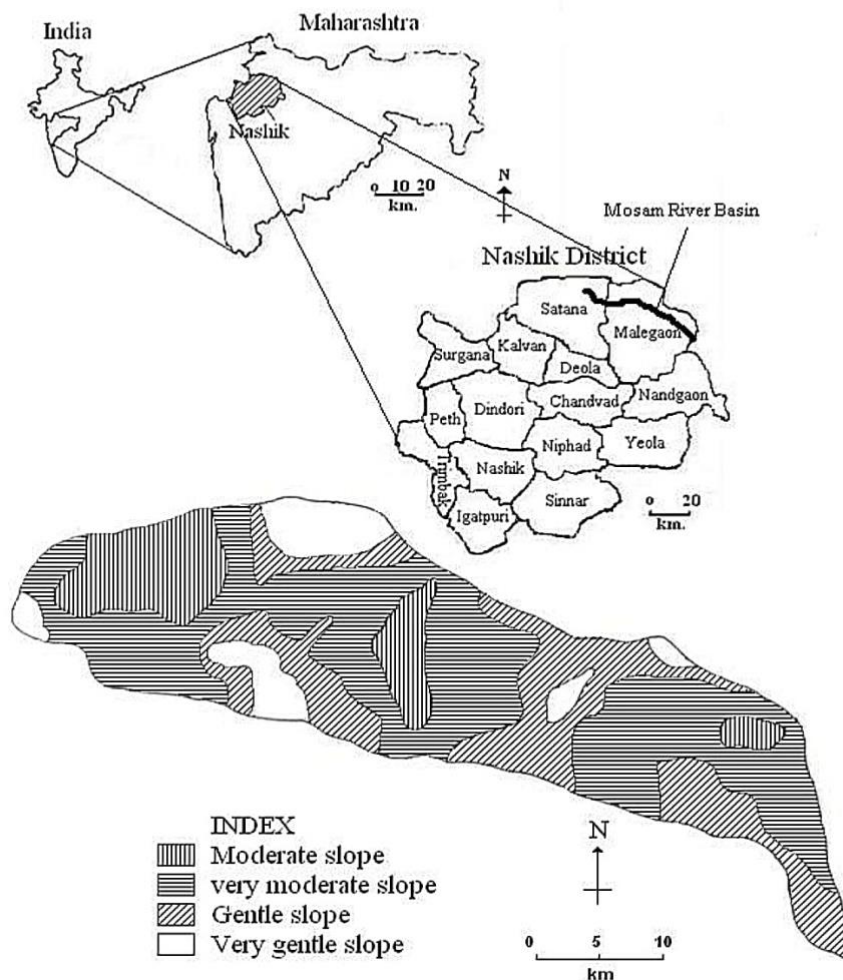 India
Maharashtra
Nashik
0 10 20
km.
N
Mosam River Basin
Nashik District
Satana
Malegaon
Kalvan
Surgana
Deola
Nandgaon
Chandvad
Dindori
Peth
Niphad
Yeola
Nashik
Trimbak
Sinnar
Igatpuri
0 20
km.
INDEX
Moderate slope
very moderate slope
Gentle slope
Very gentle slope
N
0 5 10
km